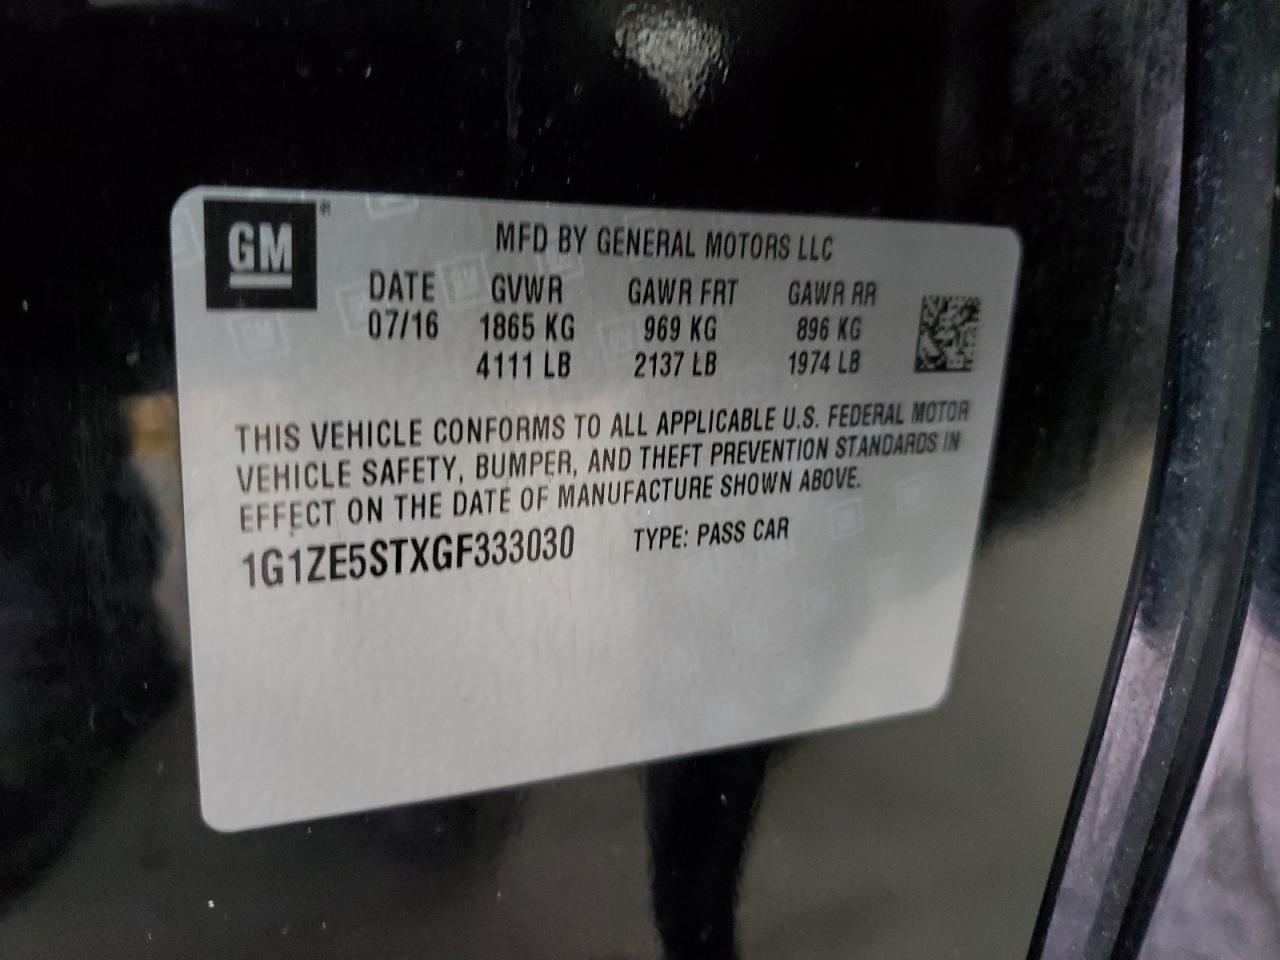 GM
MFD BY GENERAL MOTORS LLC
DATE GVWR GAWR FRT GAWR RR
07/16 1865 KG 969 KG 896 KG
4111 LB 2137 LB 1974 LB
THIS VEHICLE CONFORMS TO ALL APPLICABLE U.S. FEDERAL MOTOR
VEHICLE SAFETY, BUMPER, AND THEFT PREVENTION STANDARDS IN
EFFECT ON THE DATE OF MANUFACTURE SHOWN ABOVE.
1G1ZE5STXGF333030 TYPE: PASS CAR